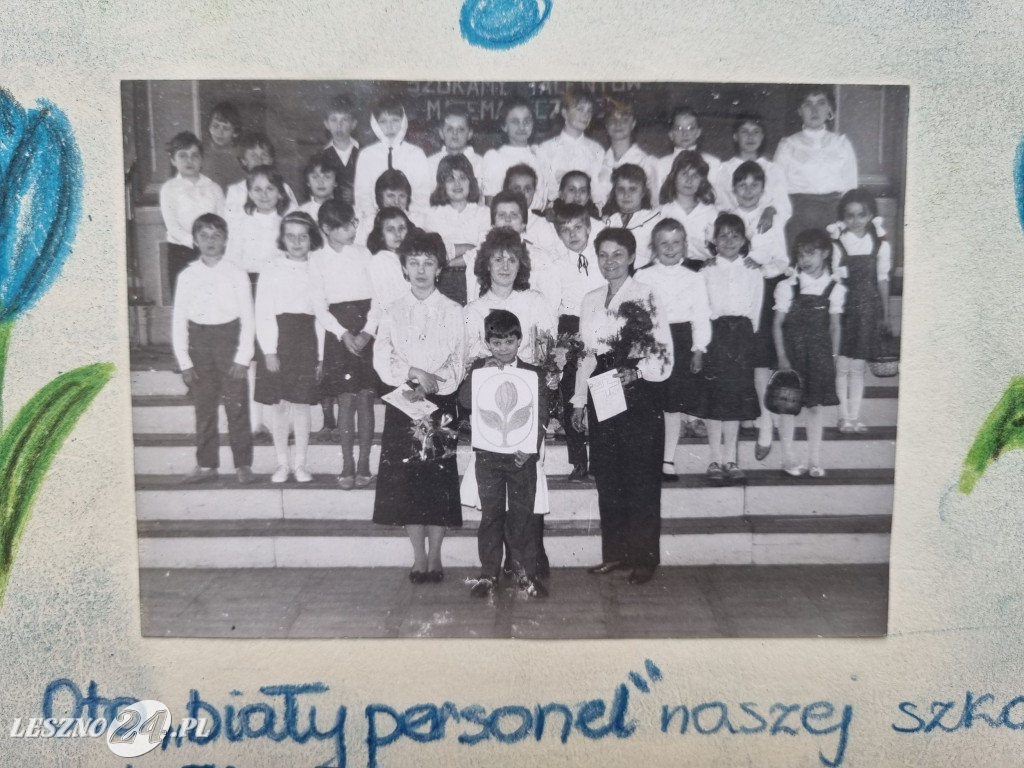 SZUKAMY TALENTÓW
MATEMATYCZNYCH
Oto „biały personel" naszej szko
LESZNO24.PL